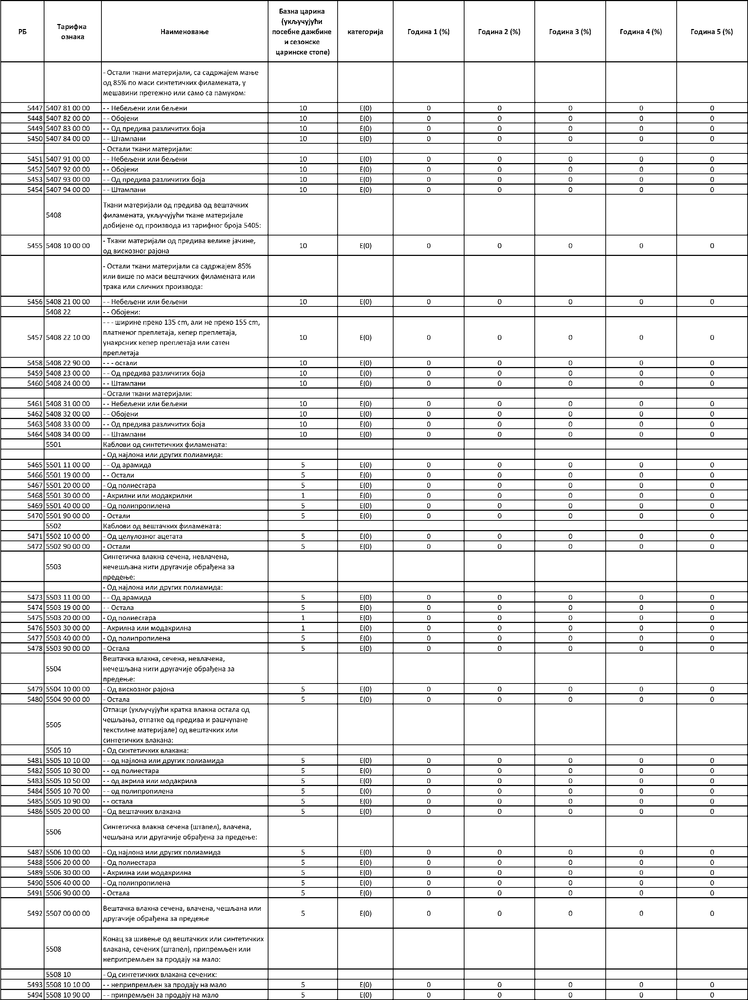 РБ Тарифна ознака Наименовање Базна царина (укључујући посебне дажбине и сезонске царинске стопе) категорија Година 1 (%) Година 2 (%) Година 3 (%) Година 4 (%) Година 5 (%)
- Остали ткани материјали, са садржајем мање
од 85% по маси синтетичких филамената, у
мешавини претежно или само са памуком:
5447 5407 81 00 00 - - Небељени или бељени 10 E(0) 0 0 0 0 0
5448 5407 82 00 00 - - Обојени 10 E(0) 0 0 0 0 0
5449 5407 83 00 00 - - Од предива различитих боја 10 E(0) 0 0 0 0 0
5450 5407 84 00 00 - - Штампани 10 E(0) 0 0 0 0 0
- Остали ткани материјали:
5451 5407 91 00 00 - - Небељени или бељени 10 E(0) 0 0 0 0 0
5452 5407 92 00 00 - - Обојени 10 E(0) 0 0 0 0 0
5453 5407 93 00 00 - - Од предива различитих боја 10 E(0) 0 0 0 0 0
5454 5407 94 00 00 - - Штампани 10 E(0) 0 0 0 0 0
Ткани материјали од предива од вештачких
5408 филамената, укључујући ткане материјале
добијене од производа из тарифног броја 5405:
5455 5408 10 00 00 - Ткани материјали од предива велике јачине, 10 E(0) 0 0 0 0 0
од вискозног рајона
- Остали ткани материјали са садржајем 85%
или више по маси вештачких филамената или
трака или сличних производа:
5456 5408 21 00 00 - - Небељени или бељени 10 E(0) 0 0 0 0 0
5408 22 - - Обојени:
- - - ширине преко 135 cm, али не преко 155 cm,
платненог преплетаја, кепер преплетаја,
5457 5408 22 10 00 унакрсних кепер преплетаја или сатен 10 E(0) 0 0 0 0 0
преплетаја
5458 5408 22 90 00 - - - остали 10 E(0) 0 0 0 0 0
5459 5408 23 00 00 - - Од предива различитих боја 10 E(0) 0 0 0 0 0
5460 5408 24 00 00 - - Штампани 10 E(0) 0 0 0 0 0
- Остали ткани материјали:
5461 5408 31 00 00 - - Небељени или бељени 10 E(0) 0 0 0 0 0
5462 5408 32 00 00 - - Обојени 10 E(0) 0 0 0 0 0
5463 5408 33 00 00 - - Од предива различитих боја 10 E(0) 0 0 0 0 0
5464 5408 34 00 00 - - Штампани 10 E(0) 0 0 0 0 0
5501 Каблови од синтетичких филамената:
- Од најлона или других полиамида:
5465 5501 11 00 00 - - Од арамида 5 E(0) 0 0 0 0 0
5466 5501 19 00 00 - - Остали 5 E(0) 0 0 0 0 0
5467 5501 20 00 00 - Од полиестара 5 E(0) 0 0 0 0 0
5468 5501 30 00 00 - Акрилни или модакрилни 1 E(0) 0 0 0 0 0
5469 5501 40 00 00 - Од полипропилена 5 E(0) 0 0 0 0 0
5470 5501 90 00 00 - Остали 5 E(0) 0 0 0 0 0
5502 Каблови од вештачких филамената:
5471 5502 10 00 00 - Од целулозног ацетата 5 E(0) 0 0 0 0 0
5472 5502 90 00 00 - Остали 5 E(0) 0 0 0 0 0
Синтетичка влакна сечена, невлачена,
5503 нечешљана нити другачије обрађена за
предење:
- Од најлона или других полиамида:
5473 5503 11 00 00 - - Од арамида 5 E(0) 0 0 0 0 0
5474 5503 19 00 00 - - Остала 5 E(0) 0 0 0 0 0
5475 5503 20 00 00 - Од полиестара 1 E(0) 0 0 0 0 0
5476 5503 30 00 00 - Акрилна или модакрилна 1 E(0) 0 0 0 0 0
5477 5503 40 00 00 - Од полипропилена 5 E(0) 0 0 0 0 0
5478 5503 90 00 00 - Остала 5 E(0) 0 0 0 0 0
Вештачка влакна, сечена, невлачена,
5504 нечешљана нити другачије обрађена за
предење:
5479 5504 10 00 00 - Од вискозног рајона 5 E(0) 0 0 0 0 0
5480 5504 90 00 00 - Остала 5 E(0) 0 0 0 0 0
Отпаци (укључујући кратка влакна остала од
чешљања, отпатке од предива и рашчупане
5505 текстилне материјале) од вештачких или
синтетичких влакана:
5505 10 - Од синтетичких влакана:
5481 5505 10 10 00 - - од најлона или других полиамида 5 E(0) 0 0 0 0 0
5482 5505 10 30 00 - - од полиестара 5 E(0) 0 0 0 0 0
5483 5505 10 50 00 - - од акрила или модакрила 5 E(0) 0 0 0 0 0
5484 5505 10 70 00 - - од полипропилена 5 E(0) 0 0 0 0 0
5485 5505 10 90 00 - - остала 5 E(0) 0 0 0 0 0
5486 5505 20 00 00 - Од вештачких влакана 5 E(0) 0 0 0 0 0
5506 Синтетичка влакна сечена (штапел), влачена,
чешљана или другачије обрађена за предење:
5487 5506 10 00 00 - Од најлона или других полиамида 5 E(0) 0 0 0 0 0
5488 5506 20 00 00 - Од полиестара 5 E(0) 0 0 0 0 0
5489 5506 30 00 00 - Акрилна или модакрилна 5 E(0) 0 0 0 0 0
5490 5506 40 00 00 - Од полипропилена 5 E(0) 0 0 0 0 0
5491 5506 90 00 00 - Остала 5 E(0) 0 0 0 0 0
5492 5507 00 00 00 Вештачка влакна сечена, влачена, чешљана или 5 E(0) 0 0 0 0 0
другачије обрађена за предење
Конац за шивење од вештачких или синтетичких
5508 влакана, сечених (штапел), припремљен или
неприпремљен за продају на мало:
5508 10 - Од синтетичких влакана сечених:
5493 5508 10 10 00 - - неприпремљен за продају на мало 5 E(0) 0 0 0 0 0
5494 5508 10 90 00 - - припремљен за продају на мало 5 E(0) 0 0 0 0 0